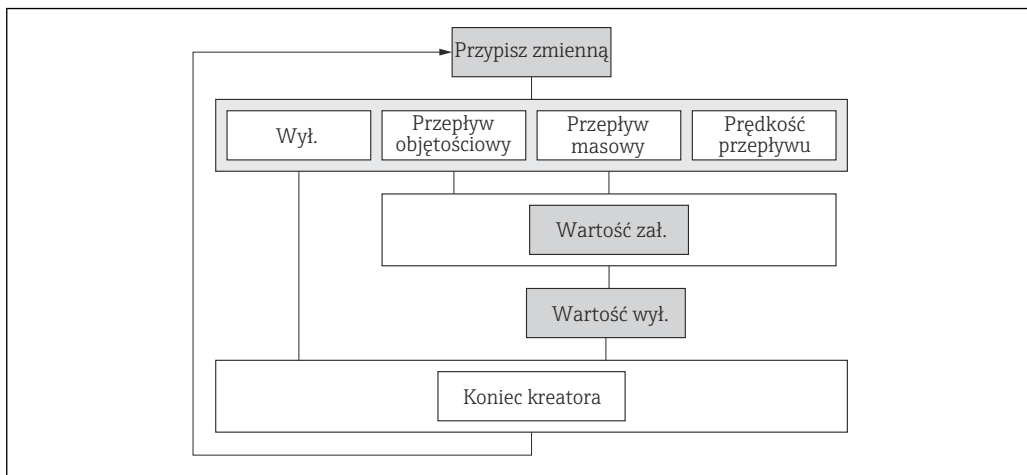 Przypisz zmienną
Wył.
Przepływ
objętościowy
Przepływ
masowy
Prędkość
przepływu
Wartość zał.
Wartość wył.
Koniec kreatora